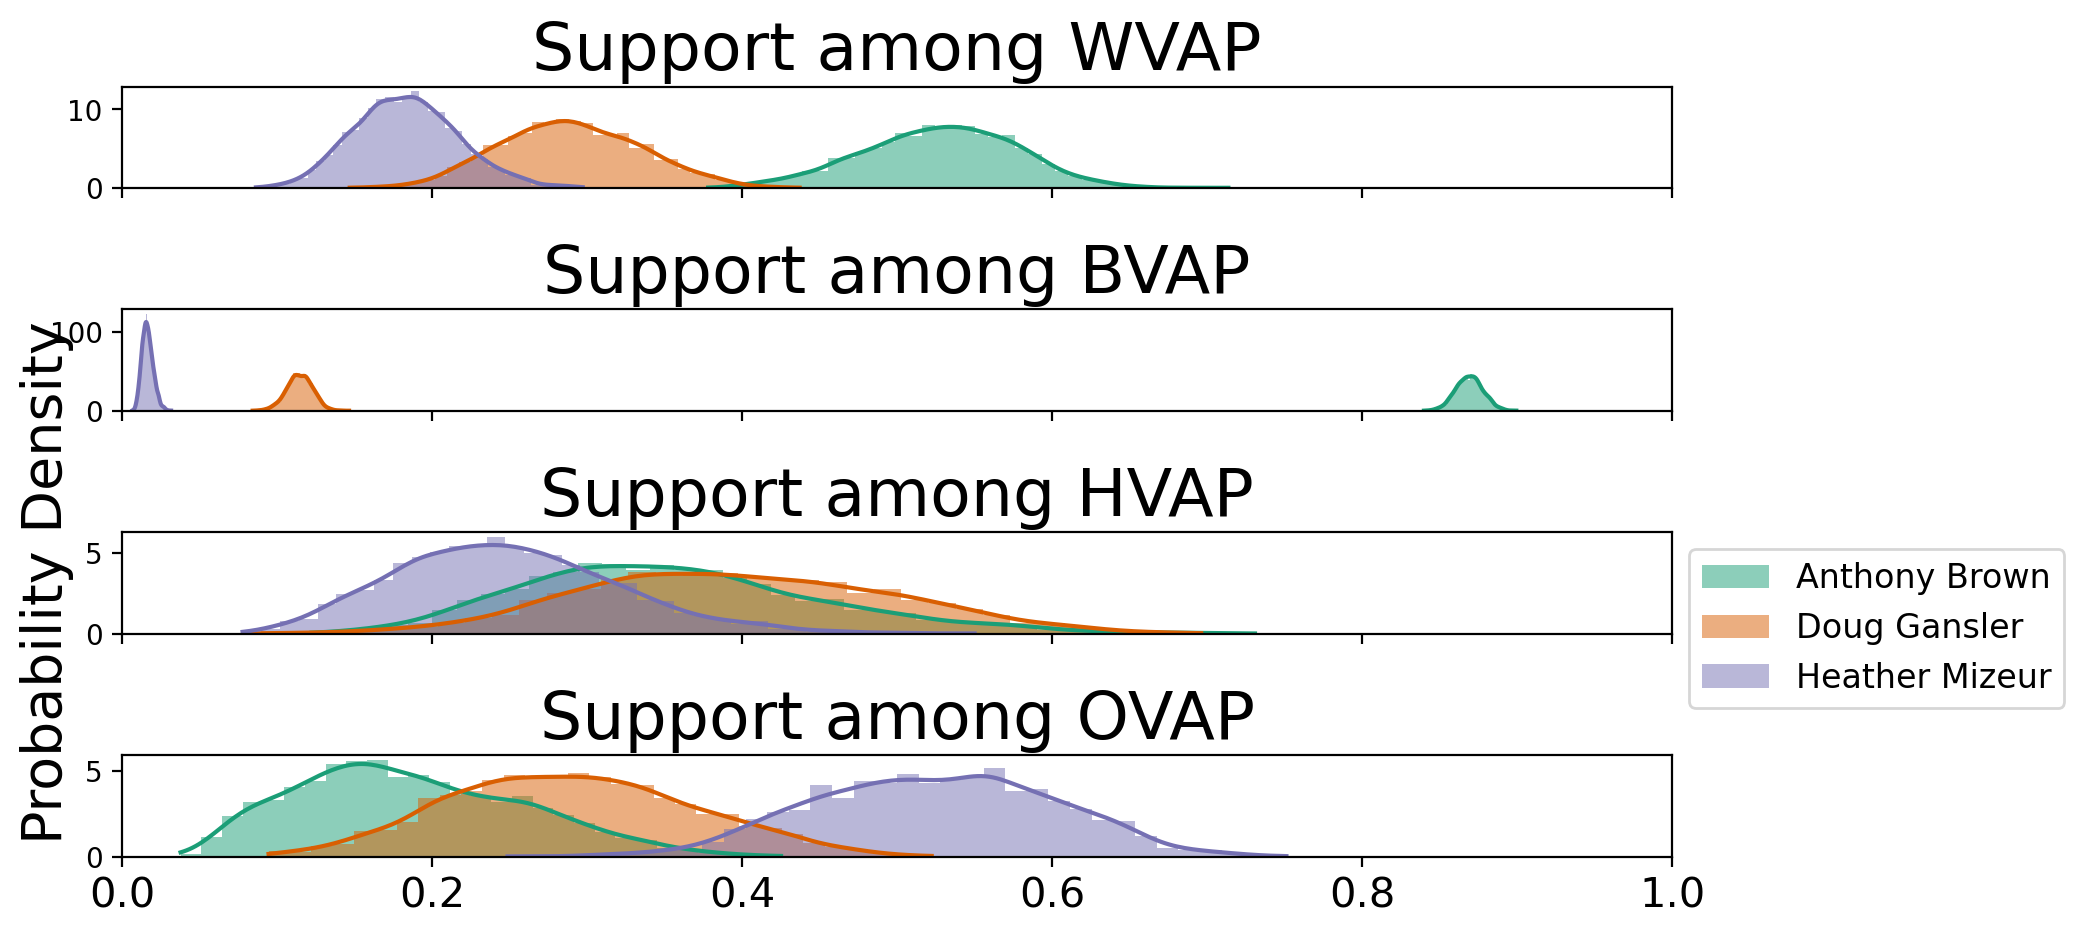 Support among WVAP
10
0
Support among BVAP
100
0
Support among HVAP
5
0
Support among OVAP
5
0
0.0 0.2 0.4 0.6 0.8 1.0
Probability Density
Anthony Brown
Doug Gansler
Heather Mizeur